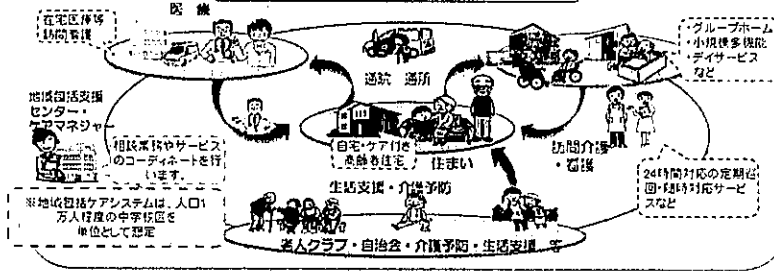 医 療
在宅医療等
訪問看護
通院 通所
・グループホーム
・小規模多機能
・デイサービス
など
地域包括支援
センター・
ケアマネジャー
相談業務やサービス
のコーディネートを行
います。
自宅・ケア付き
高齢者住宅
住まい
訪問介護
・看護
生活支援・介護予防
24時間対応の定期巡
回・随時対応サービ
スなど
※地域包括ケアシステムは、人口1
万人程度の中学校区を
単位として想定
老人クラブ・自治会・介護予防・生活支援 等